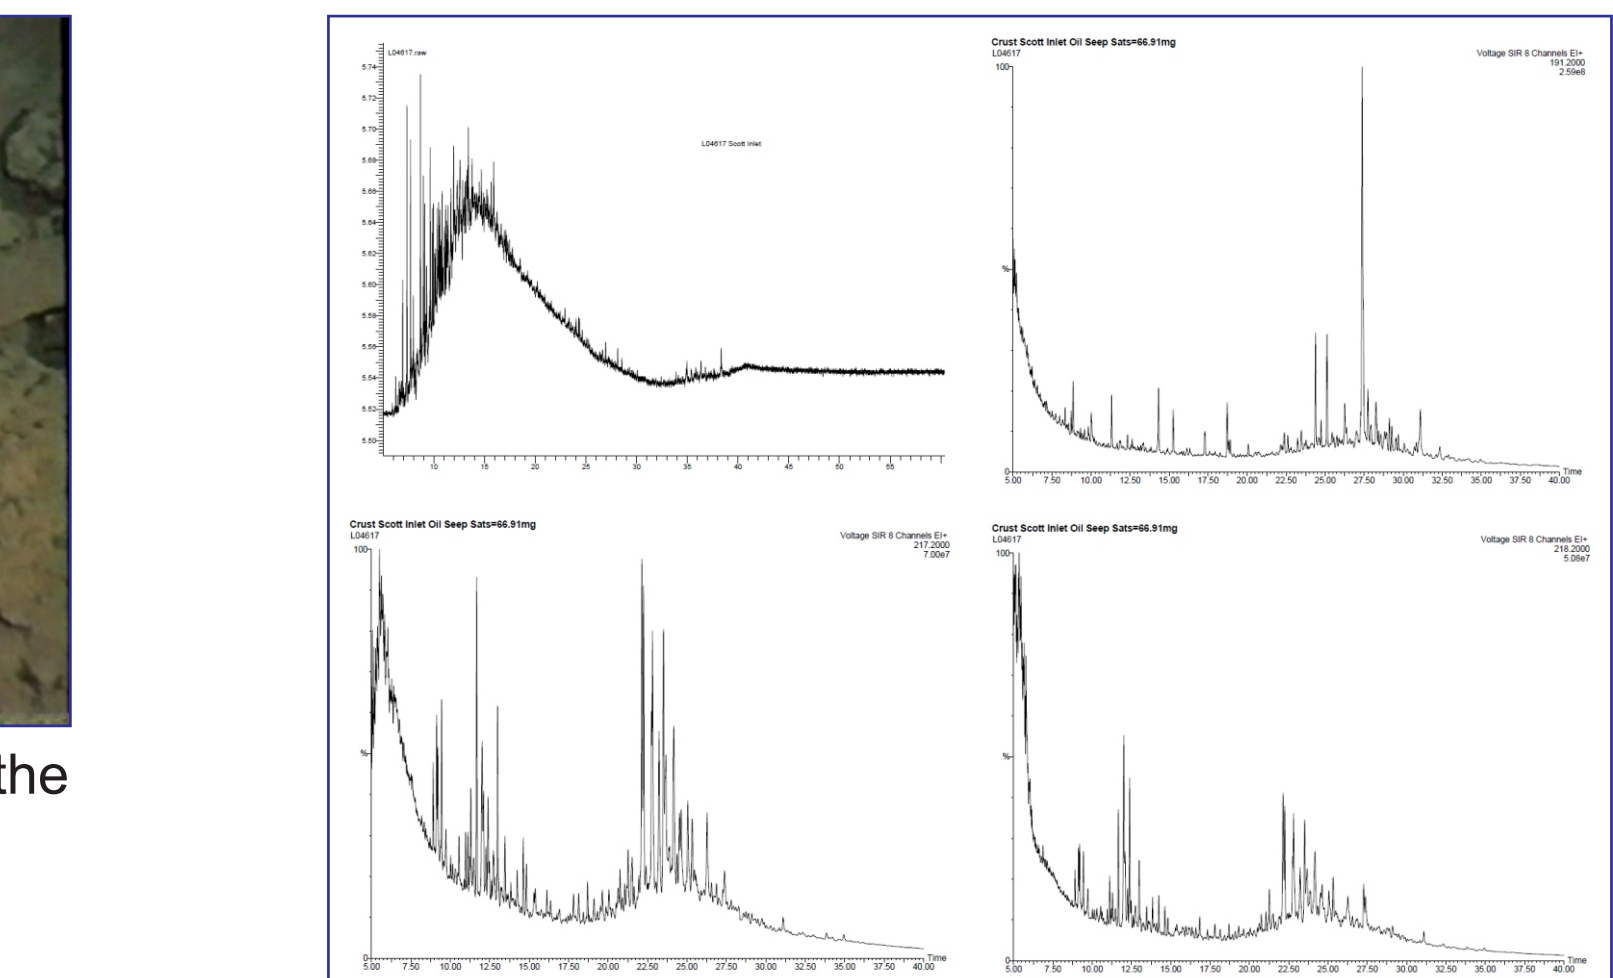 L04617.raw
L04617 Scott Inlet
5.74
5.72
5.70
5.68
5.66
5.64
5.62
5.60
5.58
5.56
5.54
5.52
5.50
10 15 20 25 30 35 40 45 50 55
Crust Scott Inlet Oil Seep Sats=66.91mg
L04617
Voltage SIR 8 Channels EI+
191.2000
2.59e8
100
%
0
5.00 7.50 10.00 12.50 15.00 17.50 20.00 22.50 25.00 27.50 30.00 32.50 35.00 37.50 40.00
Time
Crust Scott Inlet Oil Seep Sats=66.91mg
L04617
Voltage SIR 8 Channels EI+
217.2000
7.00e7
100
%
0
5.00 7.50 10.00 12.50 15.00 17.50 20.00 22.50 25.00 27.50 30.00 32.50 35.00 37.50 40.00
Time
Crust Scott Inlet Oil Seep Sats=66.91mg
L04617
Voltage SIR 8 Channels EI+
218.2000
5.08e7
100
%
0
5.00 7.50 10.00 12.50 15.00 17.50 20.00 22.50 25.00 27.50 30.00 32.50 35.00 37.50 40.00
Time
the